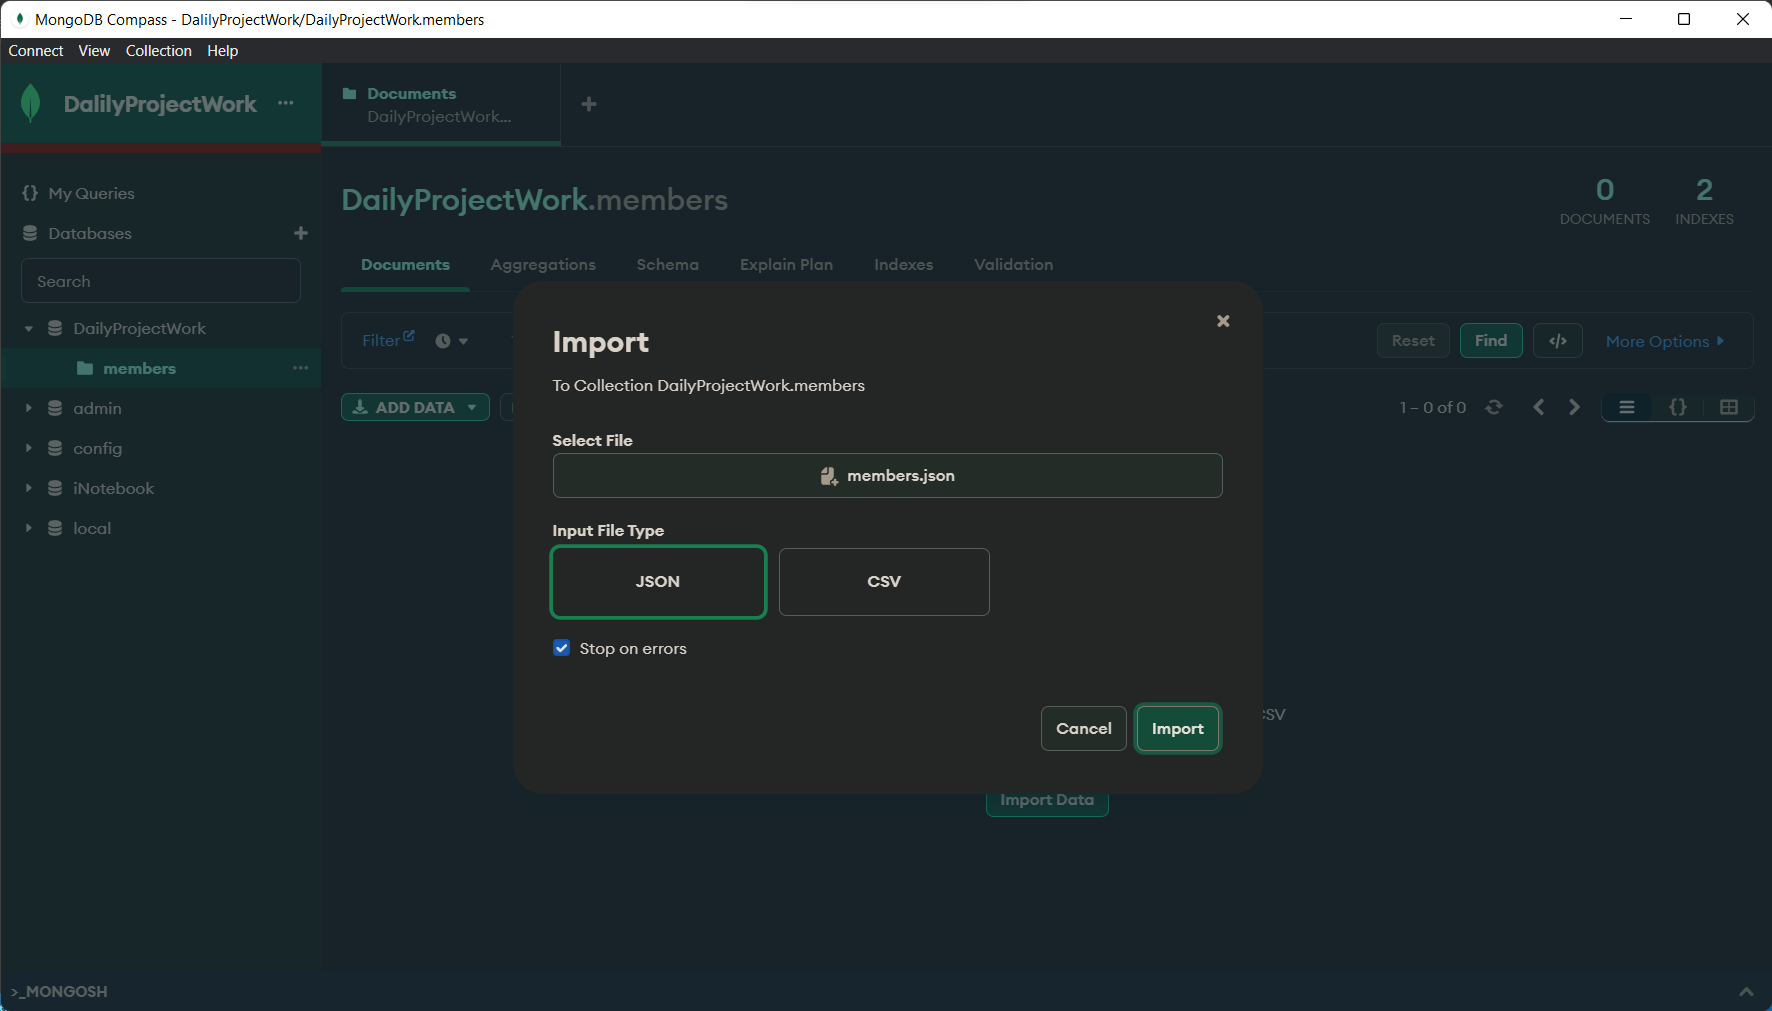 MongoDB Compass - DalilyProjectWork/DailyProjectWork.members
Connect View Collection Help
DalilyProjectWork ...
Documents
DailyProjectWork...
My Queries
Databases
Search
DailyProjectWork
members ...
admin
config
iNotebook
local
DailyProjectWork.members
0
DOCUMENTS
2
INDEXES
Documents Aggregations Schema Explain Plan Indexes Validation
Filter
Reset Find </> More Options
ADD DATA
1 – 0 of 0
{}
Import
To Collection DailyProjectWork.members
Select File
members.json
Input File Type
JSON CSV
Stop on errors
Cancel Import
CSV
Import Data
>_MONGOSH